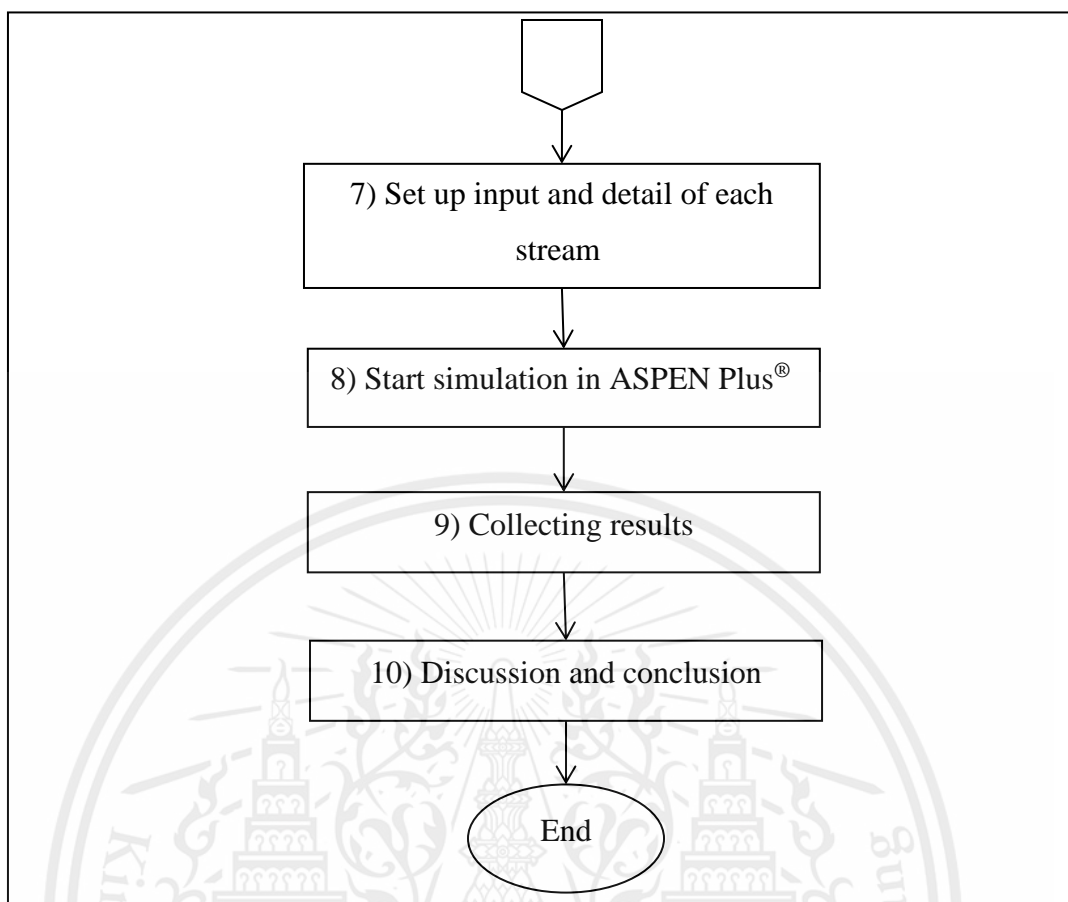 7) Set up input and detail of each
stream
8) Start simulation in ASPEN Plus®
9) Collecting results
10) Discussion and conclusion
End